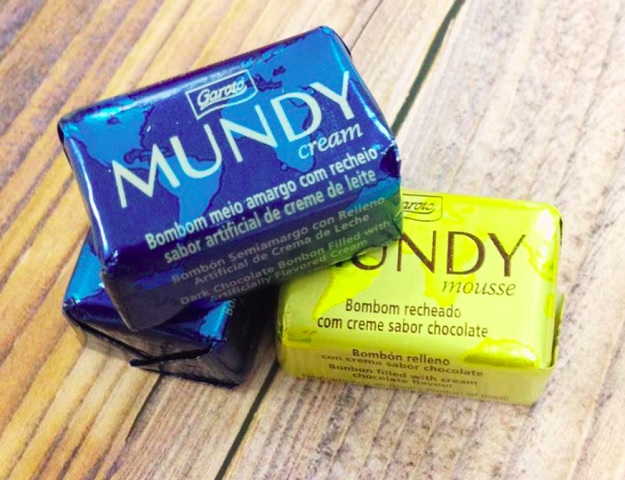 Garoto
MUNDY
cream
Bombom meio amargo com recheio
sabor artificial de creme de leite
Bombón Semiamargo con Relleno
Artificial de Crema de Leche
Dark Chocolate Bonbon Filled with
Artificially Flavored Cream
aroto
UNDY
mousse
Bombom recheado
com creme sabor chocolate
Bombón relleno
con crema sabor chocolate
Bonbon filled with cream
chocolate flavour